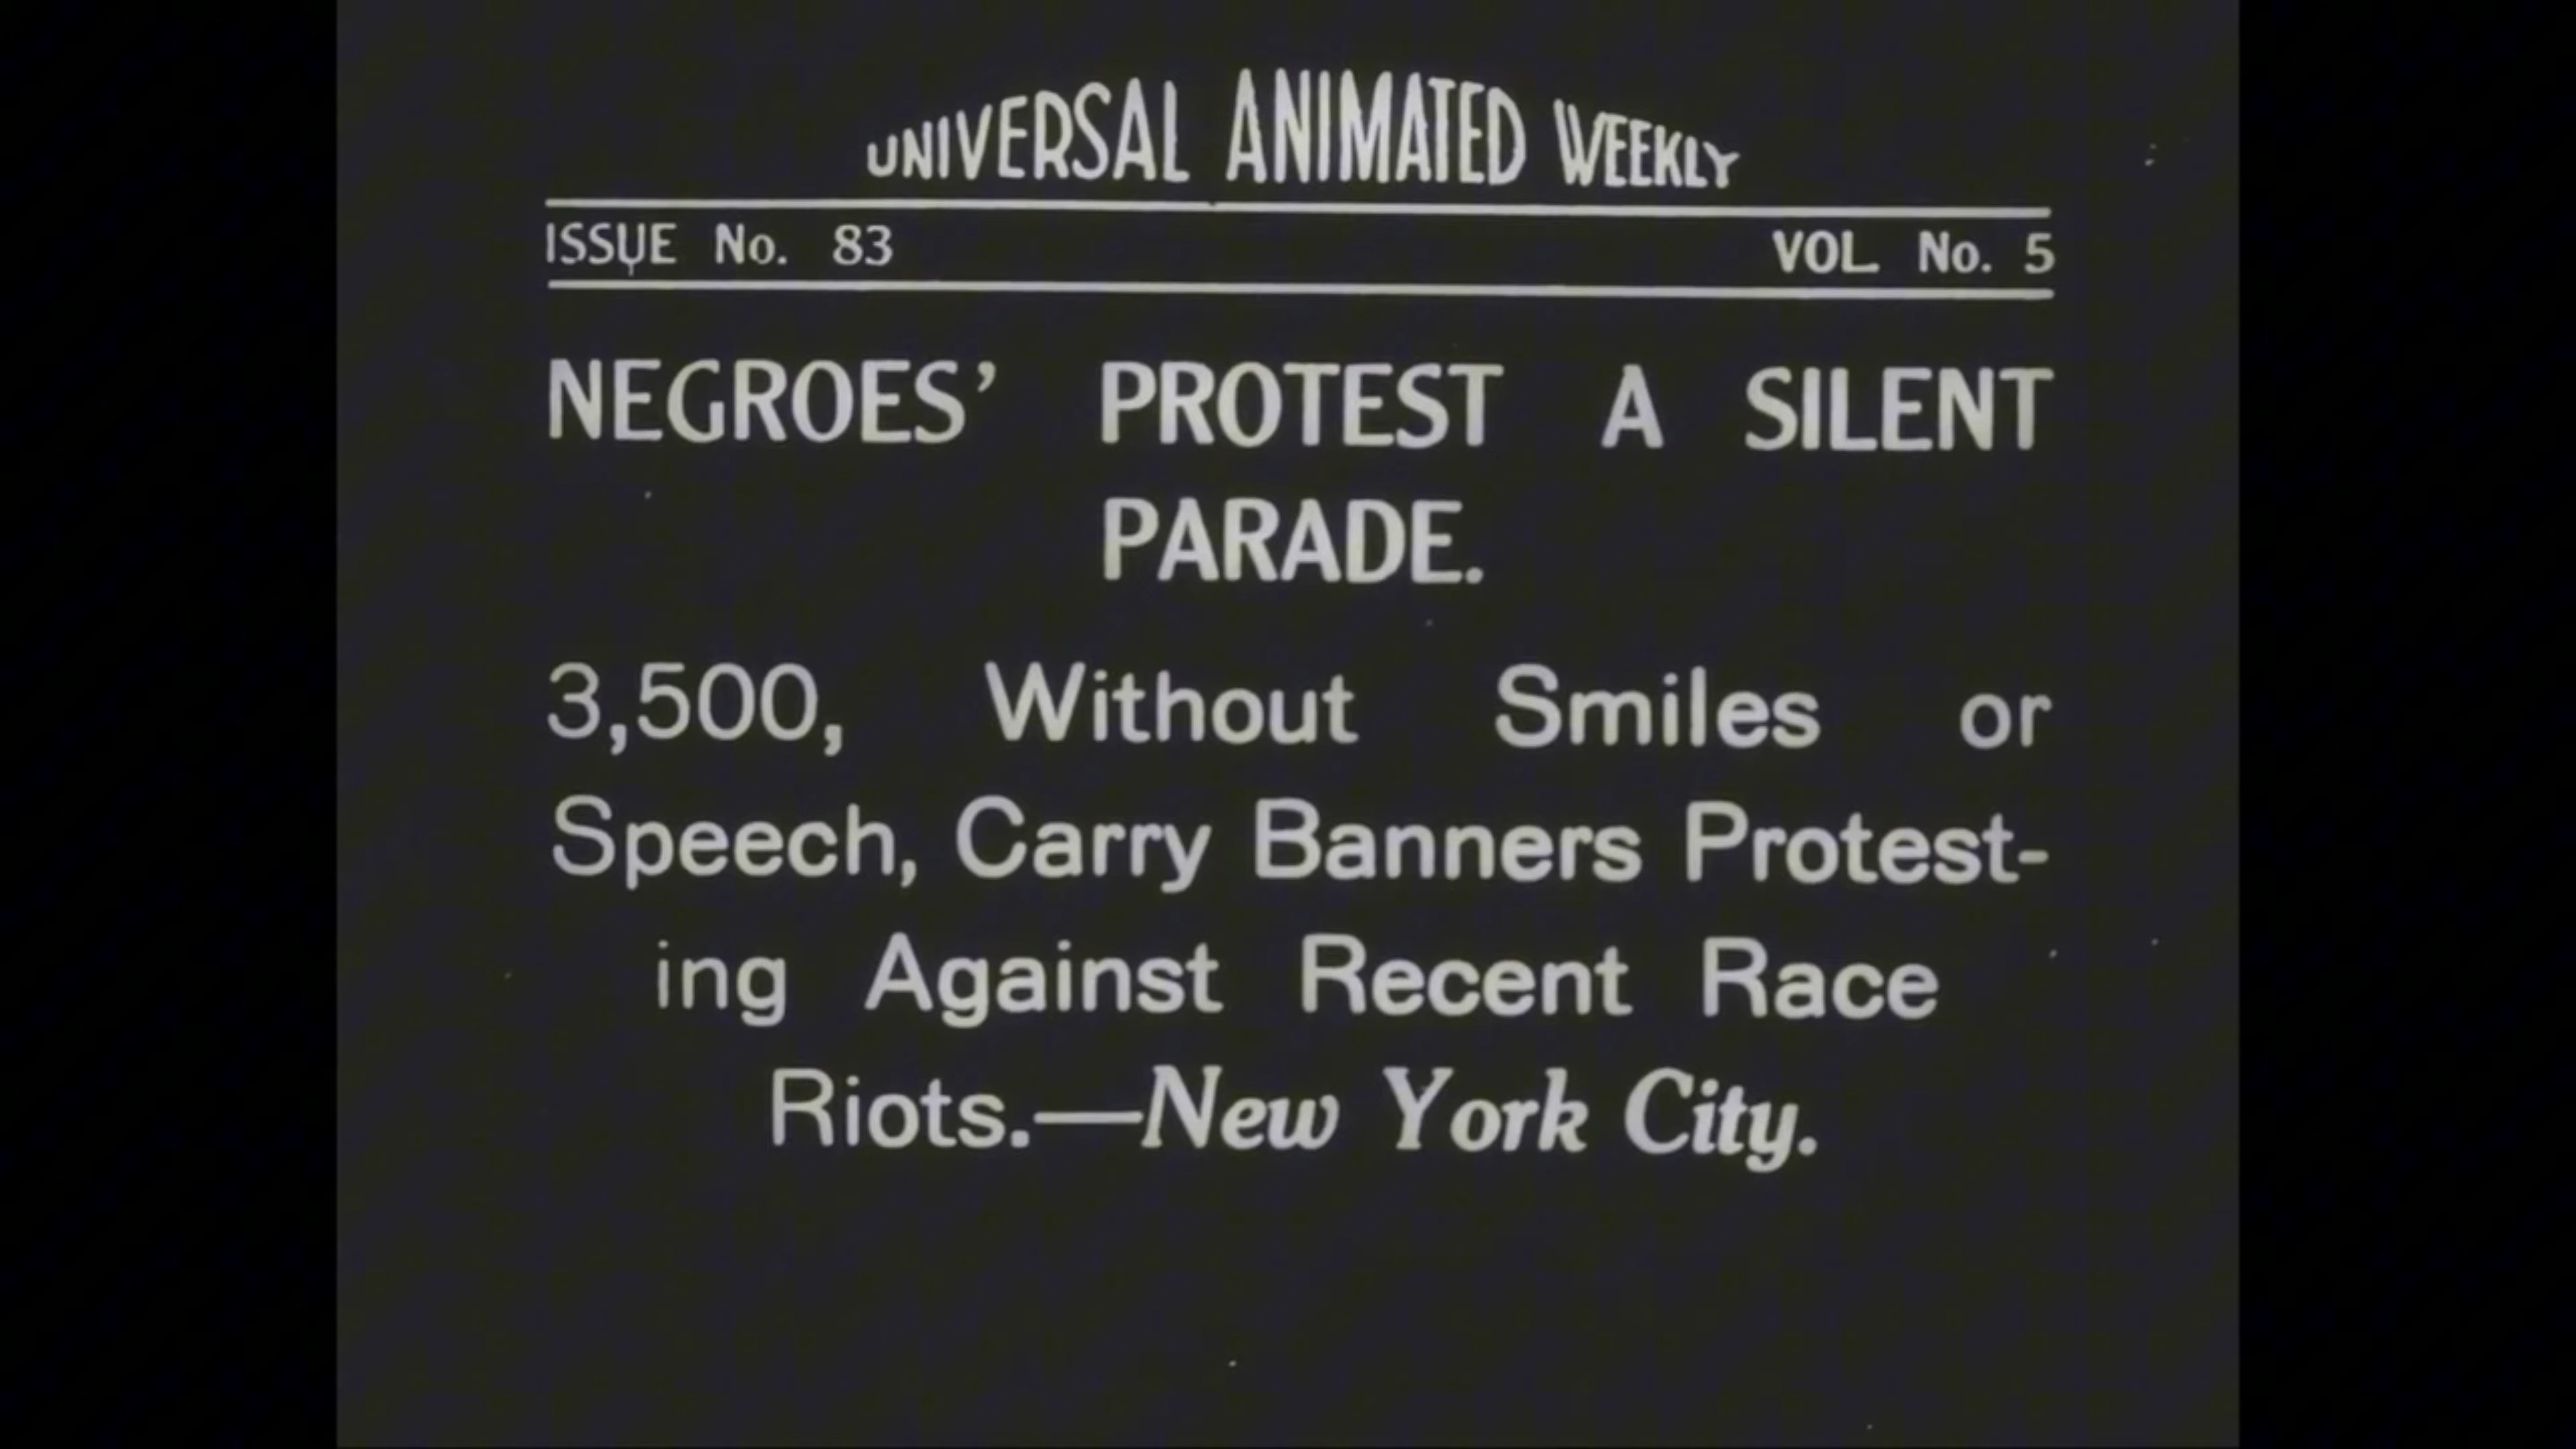 UNIVERSAL ANIMATED WEEKLY
ISSUE No. 83 VOL. No. 5
NEGROES' PROTEST A SILENT
PARADE.
3,500, Without Smiles or
Speech, Carry Banners Protest-
ing Against Recent Race
Riots.—New York City.